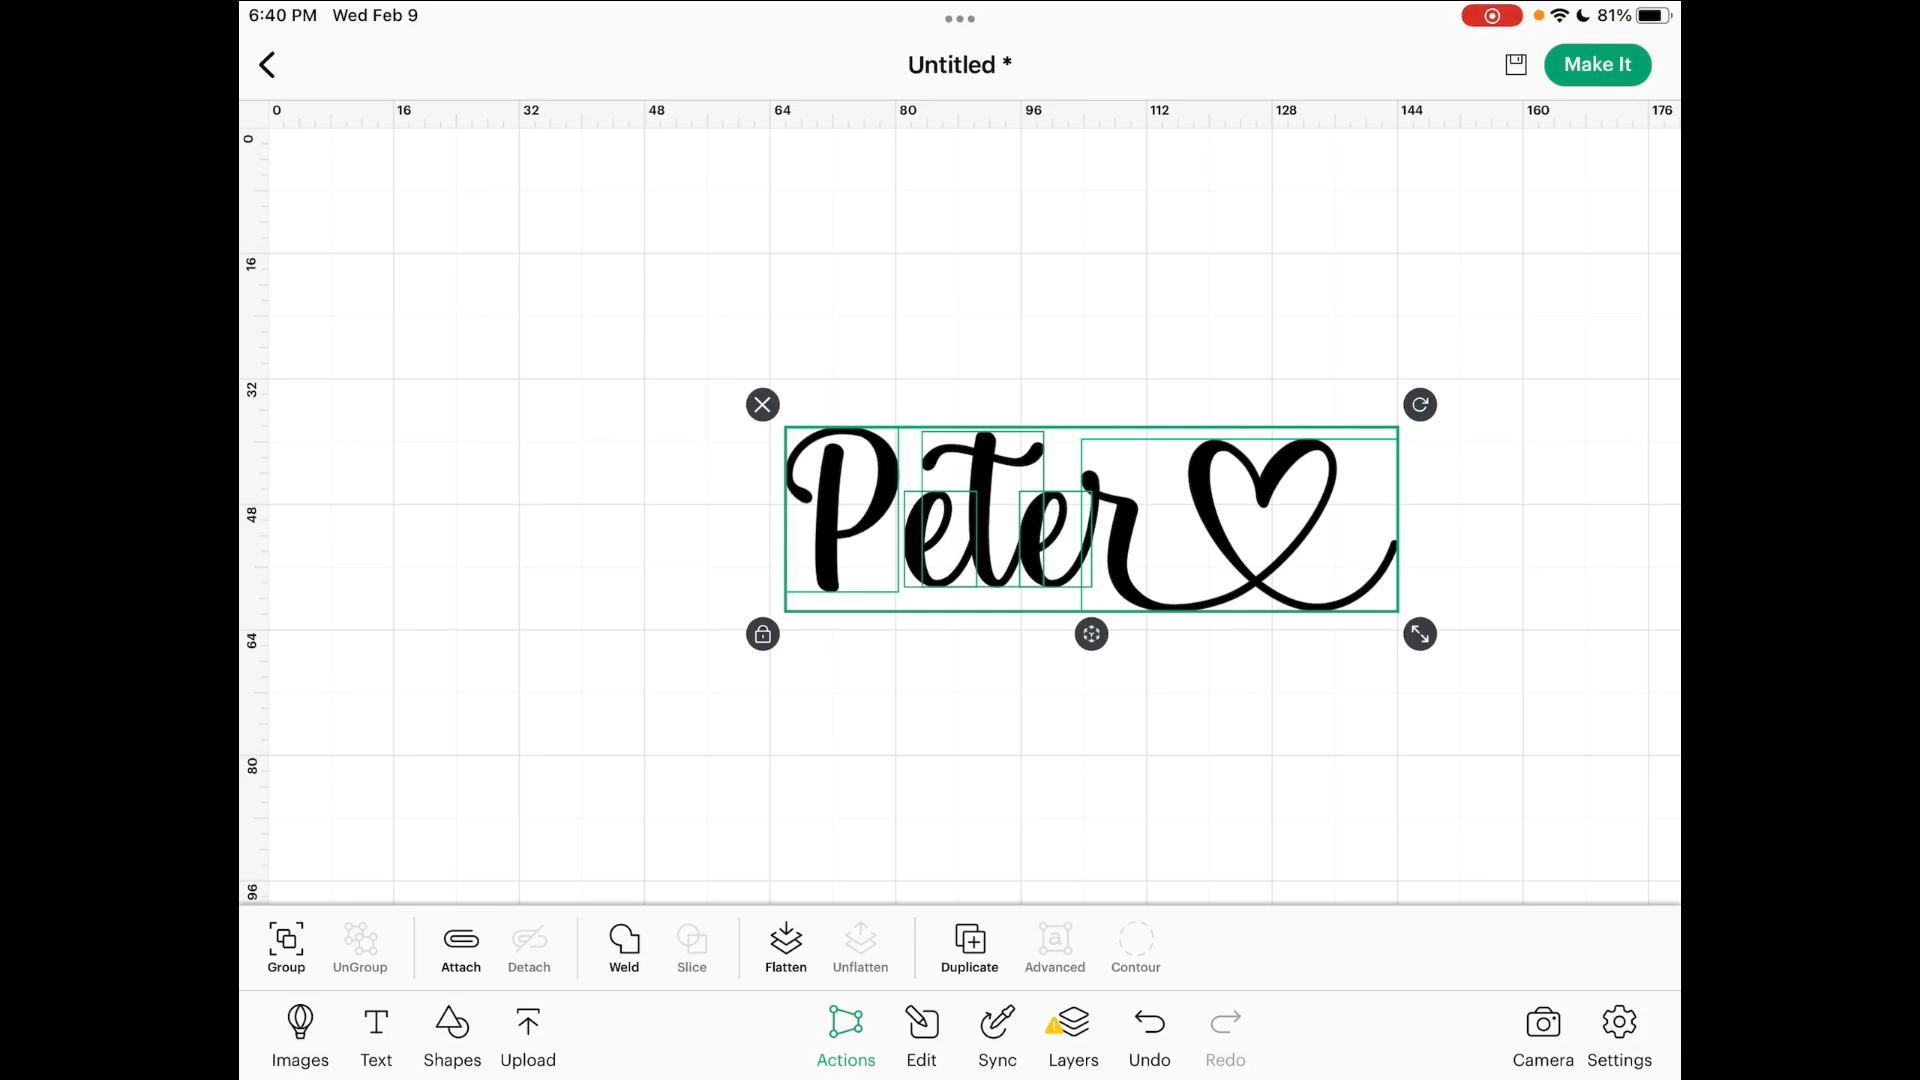 6:40 PM Wed Feb 9 81%
Untitled * Make It
0 16 32 48 64 80 96 112 128 144 160 176
0
16
32
48
64
80
96
Peter
Group UnGroup Attach Detach Weld Slice Flatten Unflatten Duplicate Advanced Contour
Images Text Shapes Upload Actions Edit Sync Layers Undo Redo Camera Settings